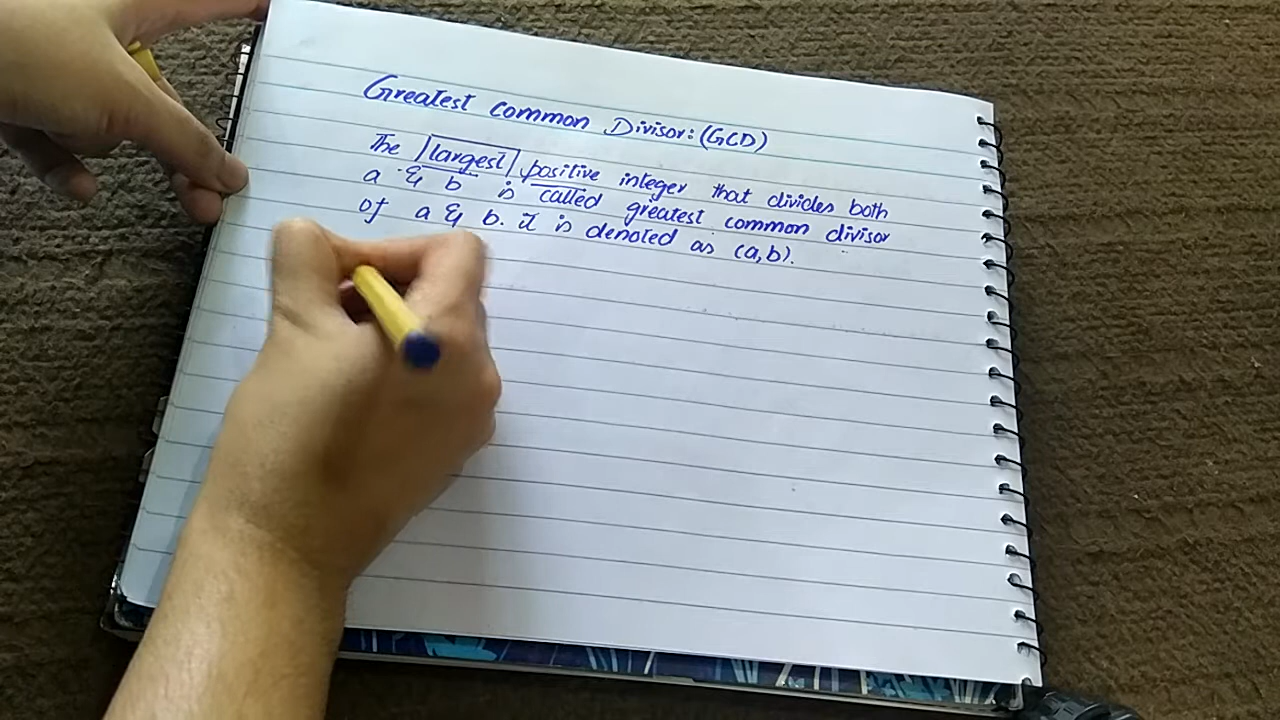 Greatest Common Divisor: (GCD)
The largest positive integer that divides both
a & b is called greatest common divisor
of a & b. it is denoted as (a,b).